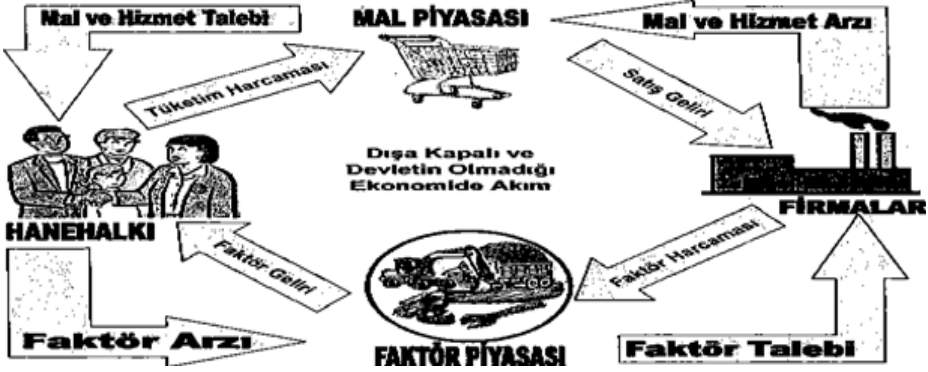 Mal ve Hizmet Talebi
MAL PİYASASI
Mal ve Hizmet Arzı
Tüketim Harcaması
Satış Geliri
Dışa Kapalı ve
Devletin Olmadığı
Ekonomide Akım
HANEHALKI
FİRMALAR
Faktör Geliri
Faktör Harcaması
Faktör Arzı
FAKTÖR PİYASASI
Faktör Talebi